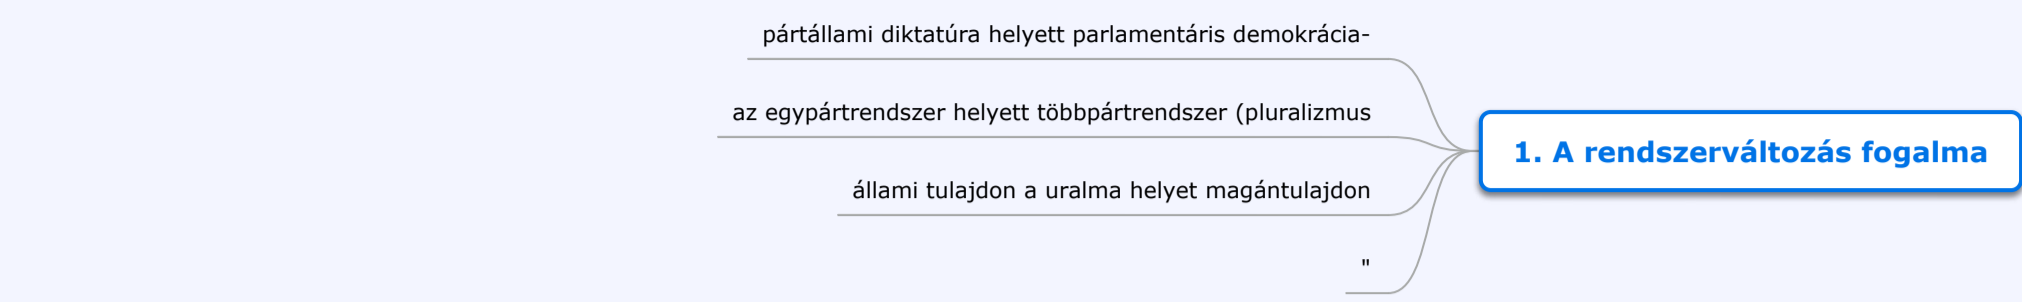 pártállami diktatúra helyett parlamentáris demokrácia-
az egypártrendszer helyett többpártrendszer (pluralizmus
1. A rendszerváltozás fogalma
állami tulajdon a uralma helyet magántulajdon
"